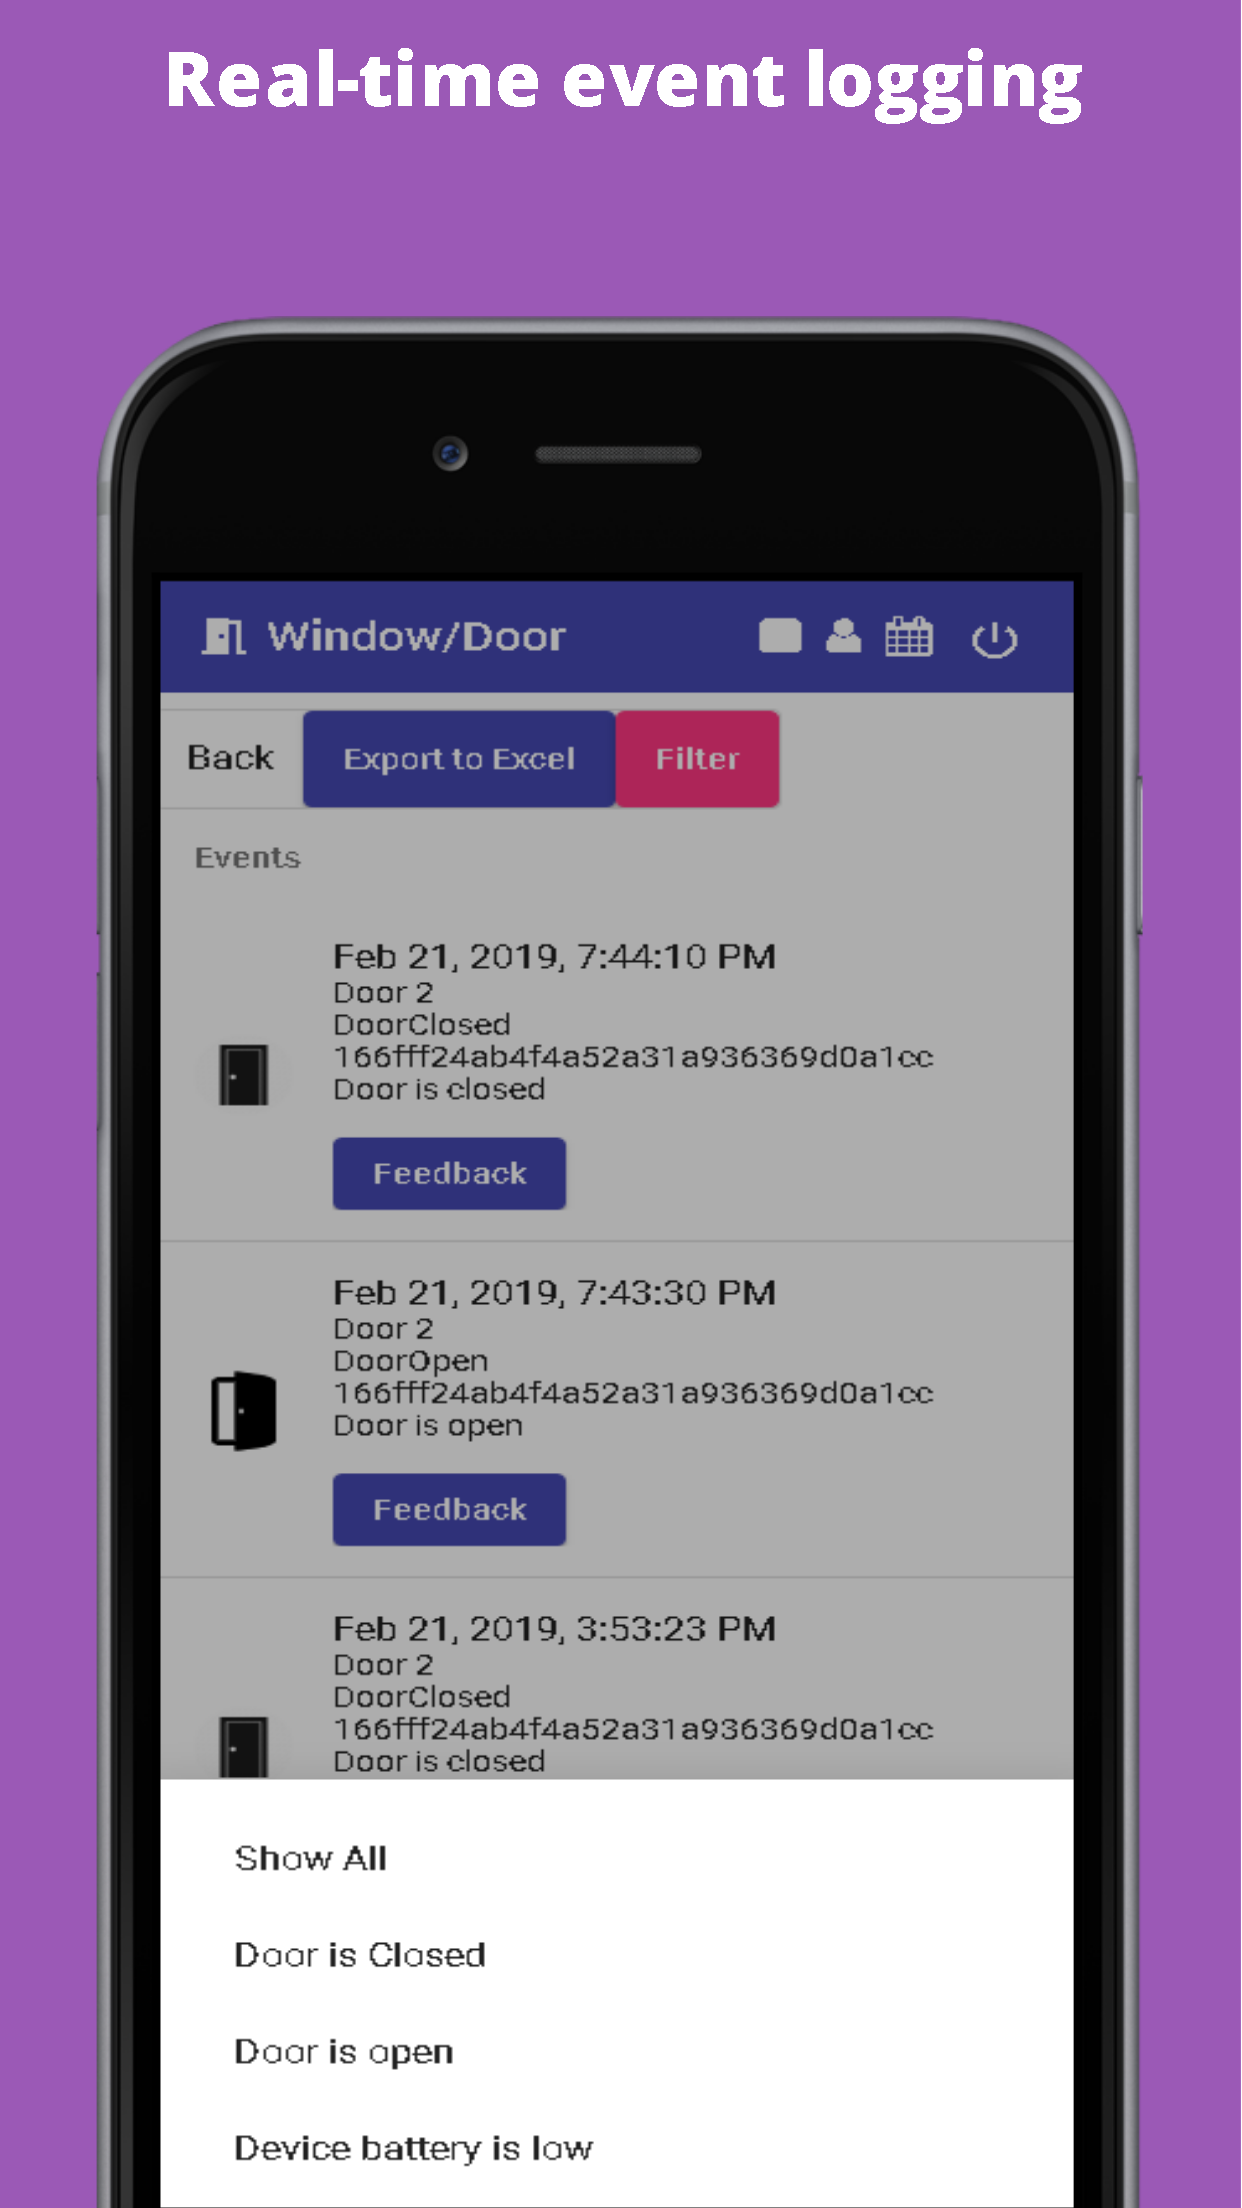 Real-time event logging
Window/Door
Back Export to Excel Filter
Events
Feb 21, 2019, 7:44:10 PM
Door 2
DoorClosed
166fff24ab4f4a52a31a936369d0a1cc
Door is closed
Feedback
Feb 21, 2019, 7:43:30 PM
Door 2
DoorOpen
166fff24ab4f4a52a31a936369d0a1cc
Door is open
Feedback
Feb 21, 2019, 3:53:23 PM
Door 2
DoorClosed
166fff24ab4f4a52a31a936369d0a1cc
Door is closed
Show All
Door is Closed
Door is open
Device battery is low